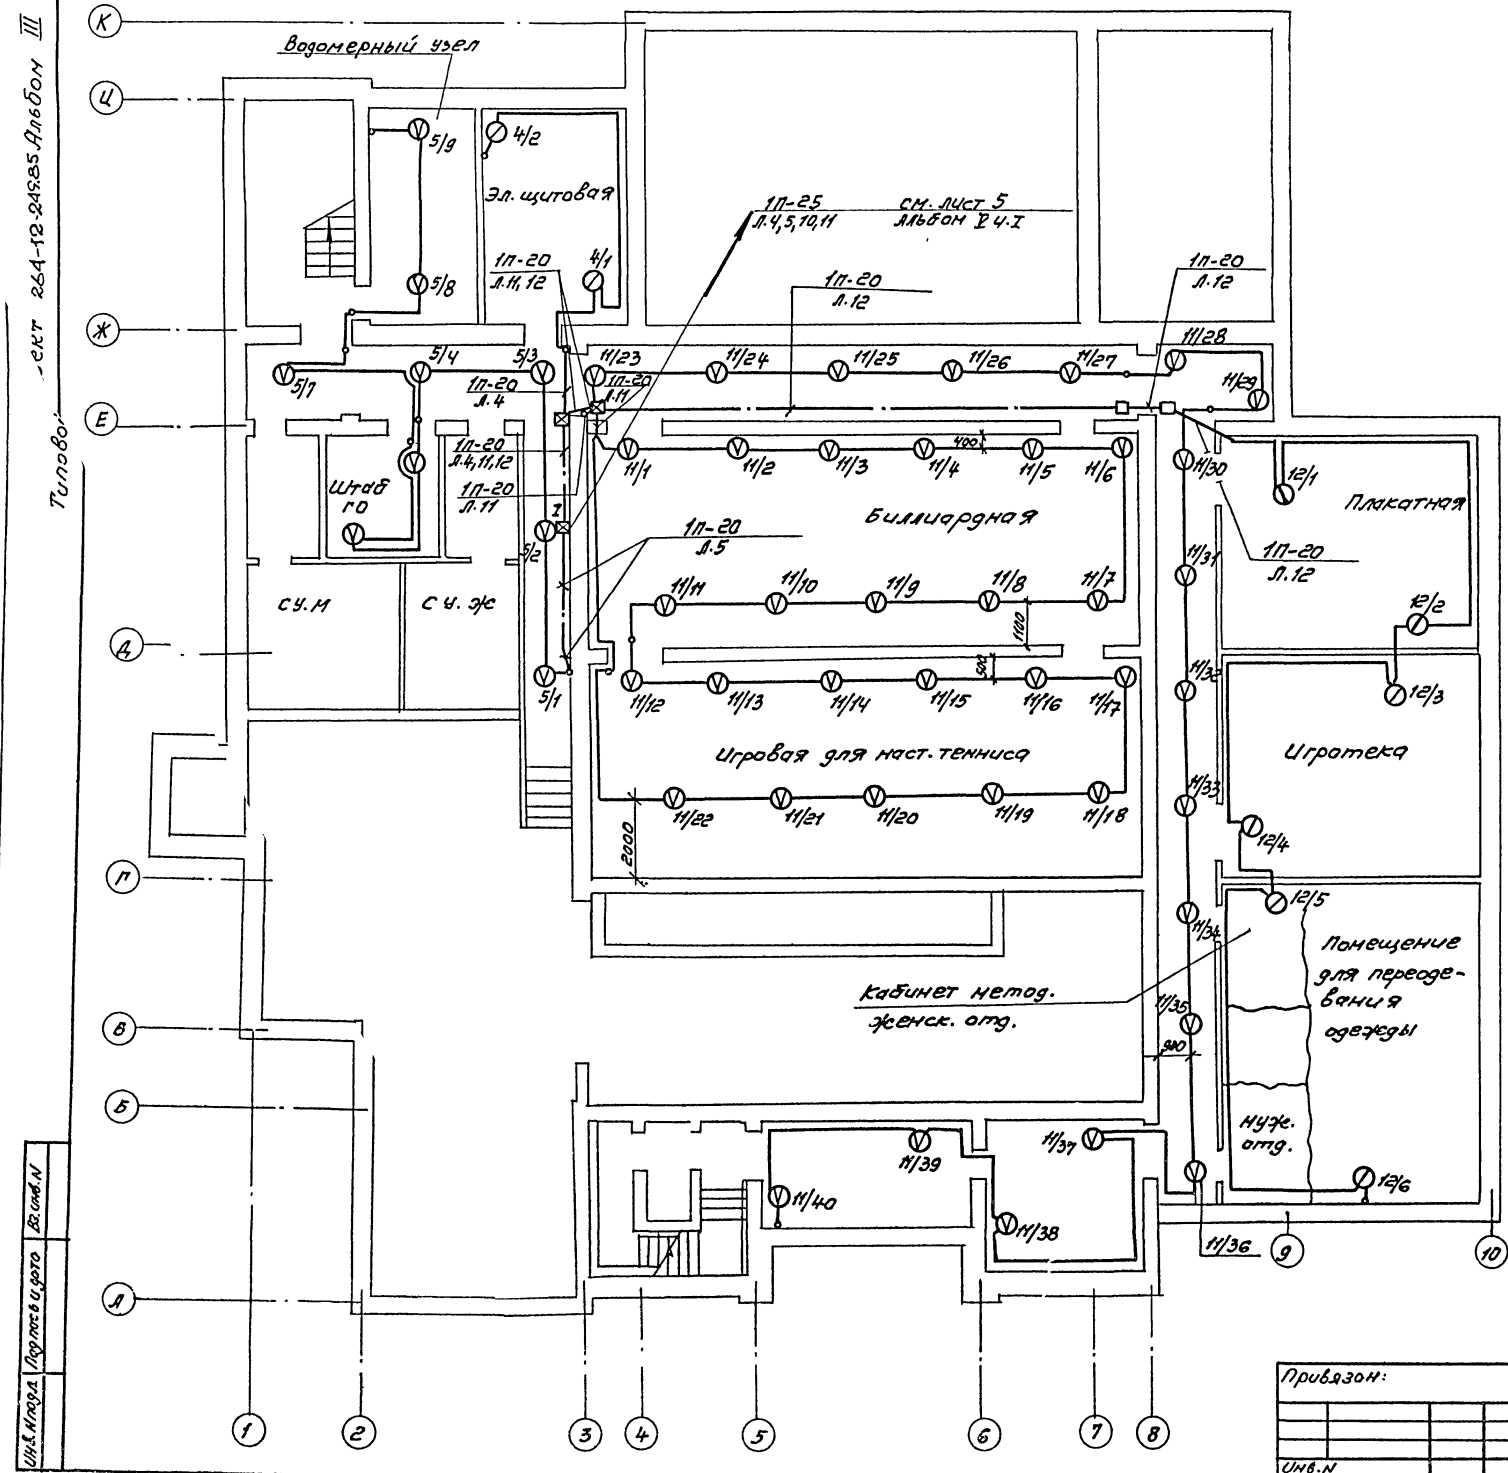 Типовой
ект 264-12-249.85 Альбом III
К
И
Ж
Е
Д
Г
В
Б
А
Водомерный узел
5/9
4/2
Эл. щитовая
1П-25 см. лист 5
Л.4,5,10,11 Альбом V ч.I
4/1
1П-20
Л.11, 12
5/8
1П-20
Л.12
1П-20
Л.12
5/7
5/4
5/3
11/23
11/24
11/25
11/26
11/27
11/28
11/29
1П-20
Л.4
1П-20
Л.11
1П-20
Л.4,11,12
1П-20
Л.11
11/1
11/2
11/3
11/4
400
11/5
11/6
11/30
12/1
Штаб
ГО
I
Биллиардная
Плакатная
5/2
1П-20
Л.5
1П-20
Л.12
11/31
11/11
11/10
11/9
11/8
11/7
12/2
с у. м
с у. ж
1100
500
5/1
11/12
11/13
11/14
11/15
11/16
11/17
11/32
12/3
Игровая для наст. тенниса
Игротека
11/22
11/21
11/20
11/19
11/18
11/33
12/4
2000
12/5
11/34
Помещение
для переоде-
вания
одежды
Кабинет метод.
женск. отд.
11/35
900
муж.
отд.
11/39
11/37
11/40
11/38
12/6
11/36
1
2
3
4
5
6
7
8
9
10
Привязан:
Инв.N
Инв.N подл
Подпись и дата
Вз. инв.N